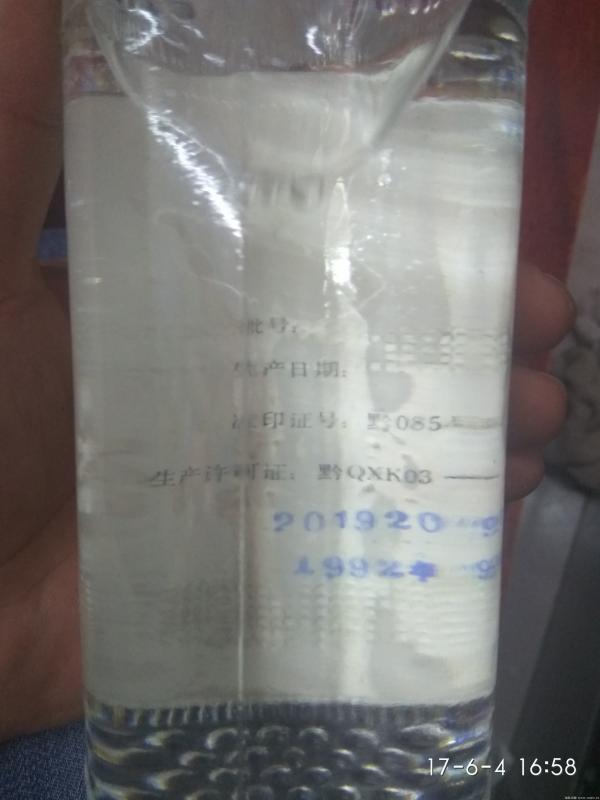 批号:
生产日期:
准印证号: 黔085
生产许可证: 黔QXK03
201920
1992年 9
17-6-4 16:58